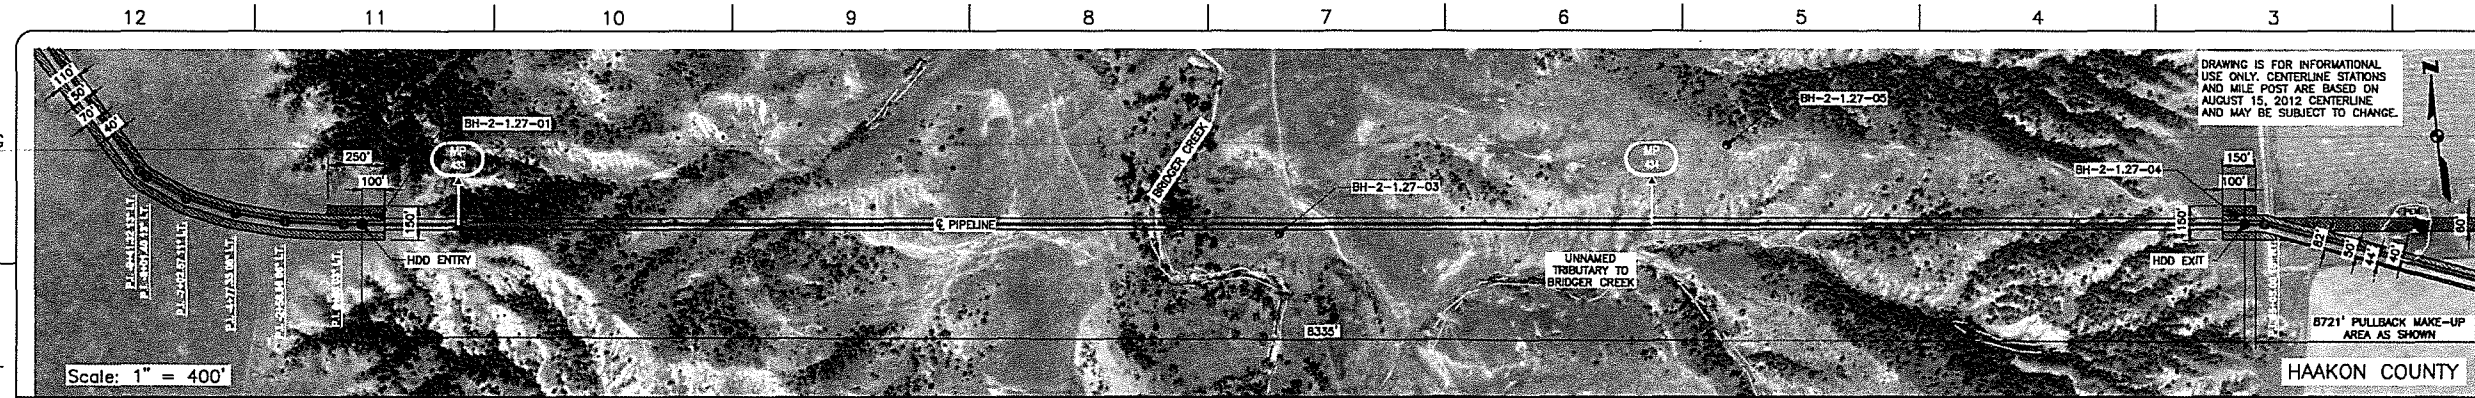 12 11 10 9 8 7 6 5 4 3
DRAWING IS FOR INFORMATIONAL
USE ONLY. CENTERLINE STATIONS
AND MILE POST ARE BASED ON
AUGUST 15, 2012 CENTERLINE
AND MAY BE SUBJECT TO CHANGE.
N
110'
50'
70'
40'
BH-2-1.27-01
BH-2-1.27-05
250'
100'
150'
MP
BRIDGER CREEK
MP
BH-2-1.27-03
BH-2-1.27-04
150'
100'
150'
℄ PIPELINE
HDD ENTRY
UNNAMED
TRIBUTARY TO
BRIDGER CREEK
HDD EXIT
50'
44'
40'
60'
8335'
8721' PULLBACK MAKE-UP
AREA AS SHOWN
Scale: 1" = 400'
HAAKON COUNTY